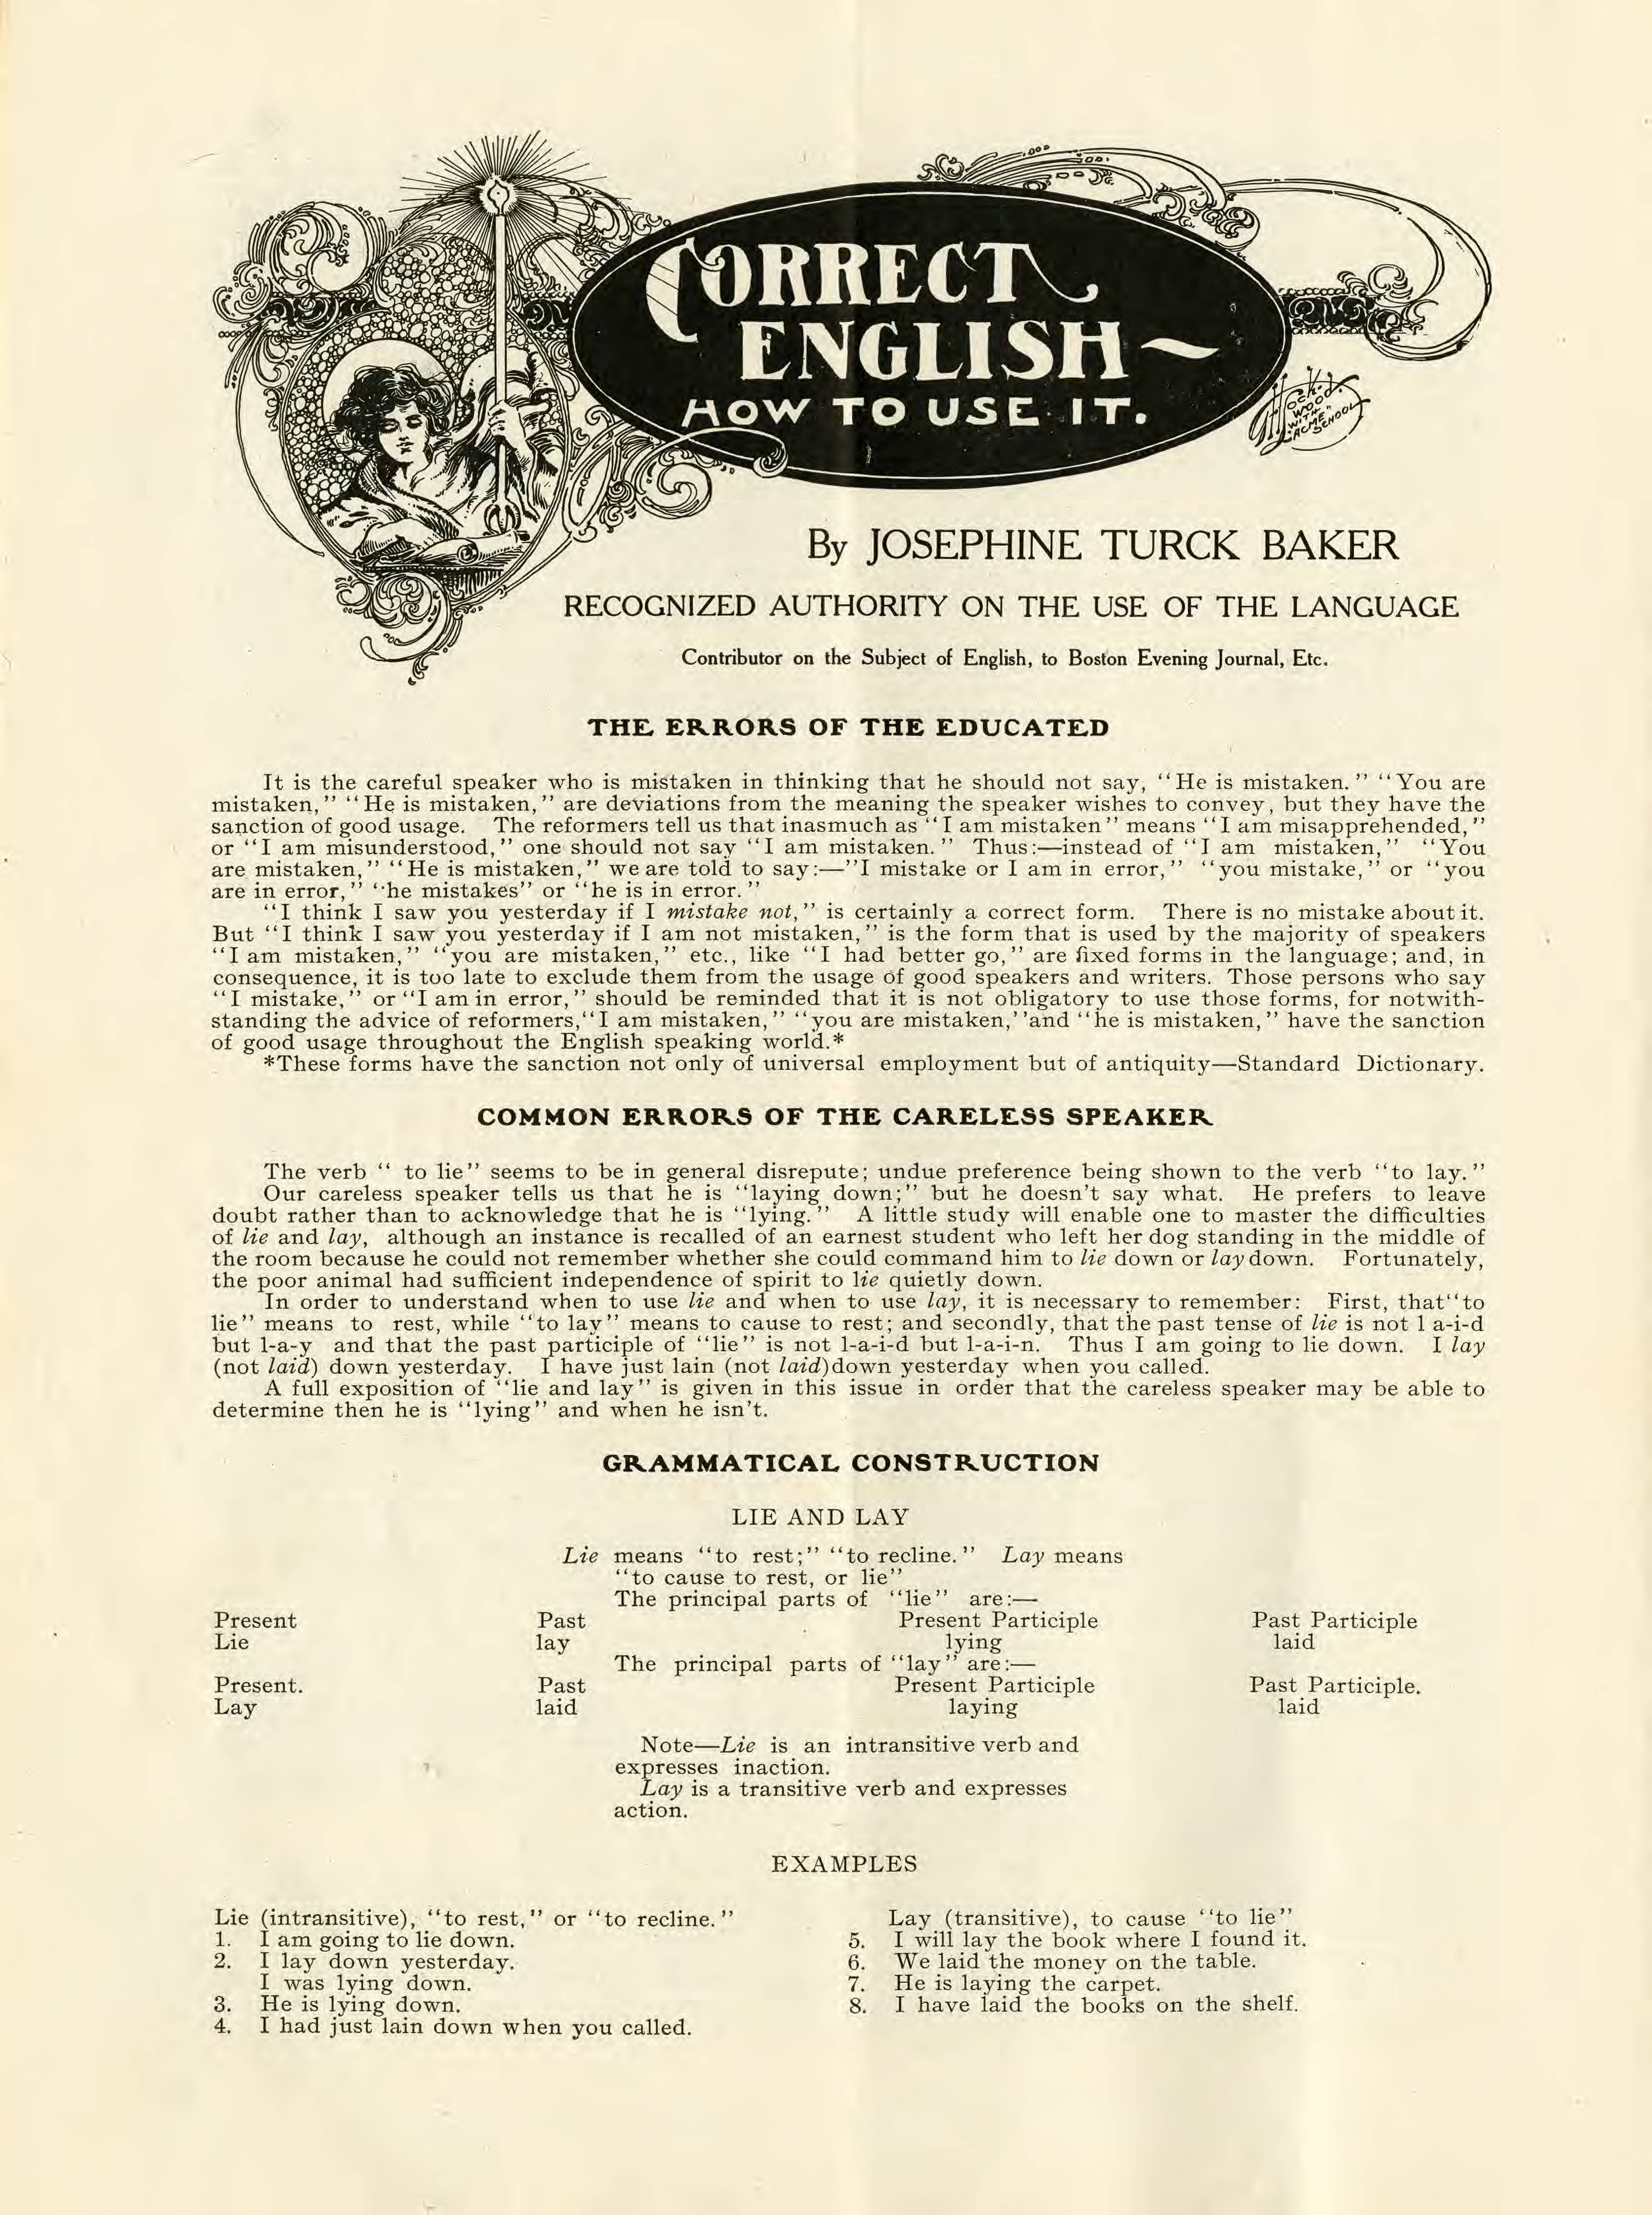 CORRECT
ENGLISH
HOW TO USE IT.
HOCK.
WOOD.
WITH
"ACME"
SCHOOL
By JOSEPHINE TURCK BAKER
RECOGNIZED AUTHORITY ON THE USE OF THE LANGUAGE
Contributor on the Subject of English, to Boston Evening Journal, Etc.
THE ERRORS OF THE EDUCATED
It is the careful speaker who is mistaken in thinking that he should not say, "He is mistaken." "You are
mistaken," "He is mistaken," are deviations from the meaning the speaker wishes to convey, but they have the
sanction of good usage. The reformers tell us that inasmuch as "I am mistaken" means "I am misapprehended,"
or "I am misunderstood," one should not say "I am mistaken." Thus:—instead of "I am mistaken," "You
are mistaken," "He is mistaken," we are told to say:—"I mistake or I am in error," "you mistake," or "you
are in error," "he mistakes" or "he is in error."
"I think I saw you yesterday if I mistake not," is certainly a correct form. There is no mistake about it.
But "I think I saw you yesterday if I am not mistaken," is the form that is used by the majority of speakers
"I am mistaken," "you are mistaken," etc., like "I had better go," are fixed forms in the language; and, in
consequence, it is too late to exclude them from the usage of good speakers and writers. Those persons who say
"I mistake," or "I am in error," should be reminded that it is not obligatory to use those forms, for notwith-
standing the advice of reformers,"I am mistaken," "you are mistaken,"and "he is mistaken," have the sanction
of good usage throughout the English speaking world.*
*These forms have the sanction not only of universal employment but of antiquity—Standard Dictionary.
COMMON ERRORS OF THE CARELESS SPEAKER
The verb " to lie" seems to be in general disrepute; undue preference being shown to the verb "to lay."
Our careless speaker tells us that he is "laying down;" but he doesn't say what. He prefers to leave
doubt rather than to acknowledge that he is "lying." A little study will enable one to master the difficulties
of lie and lay, although an instance is recalled of an earnest student who left her dog standing in the middle of
the room because he could not remember whether she could command him to lie down or lay down. Fortunately,
the poor animal had sufficient independence of spirit to lie quietly down.
In order to understand when to use lie and when to use lay, it is necessary to remember: First, that"to
lie" means to rest, while "to lay" means to cause to rest; and secondly, that the past tense of lie is not l a-i-d
but l-a-y and that the past participle of "lie" is not l-a-i-d but l-a-i-n. Thus I am going to lie down. I lay
(not laid) down yesterday. I have just lain (not laid)down yesterday when you called.
A full exposition of "lie and lay" is given in this issue in order that the careless speaker may be able to
determine then he is "lying" and when he isn't.
GRAMMATICAL CONSTRUCTION
LIE AND LAY
Lie means "to rest;" "to recline." Lay means
"to cause to rest, or lie"
The principal parts of "lie" are:—
Present Past Present Participle Past Participle
Lie lay lying laid
The principal parts of "lay" are:—
Present. Past Present Participle Past Participle.
Lay laid laying laid
Note—Lie is an intransitive verb and
expresses inaction.
Lay is a transitive verb and expresses
action.
EXAMPLES
Lie (intransitive), "to rest," or "to recline."
1. I am going to lie down.
2. I lay down yesterday.
I was lying down.
3. He is lying down.
4. I had just lain down when you called.
Lay (transitive), to cause "to lie"
5. I will lay the book where I found it.
6. We laid the money on the table.
7. He is laying the carpet.
8. I have laid the books on the shelf.